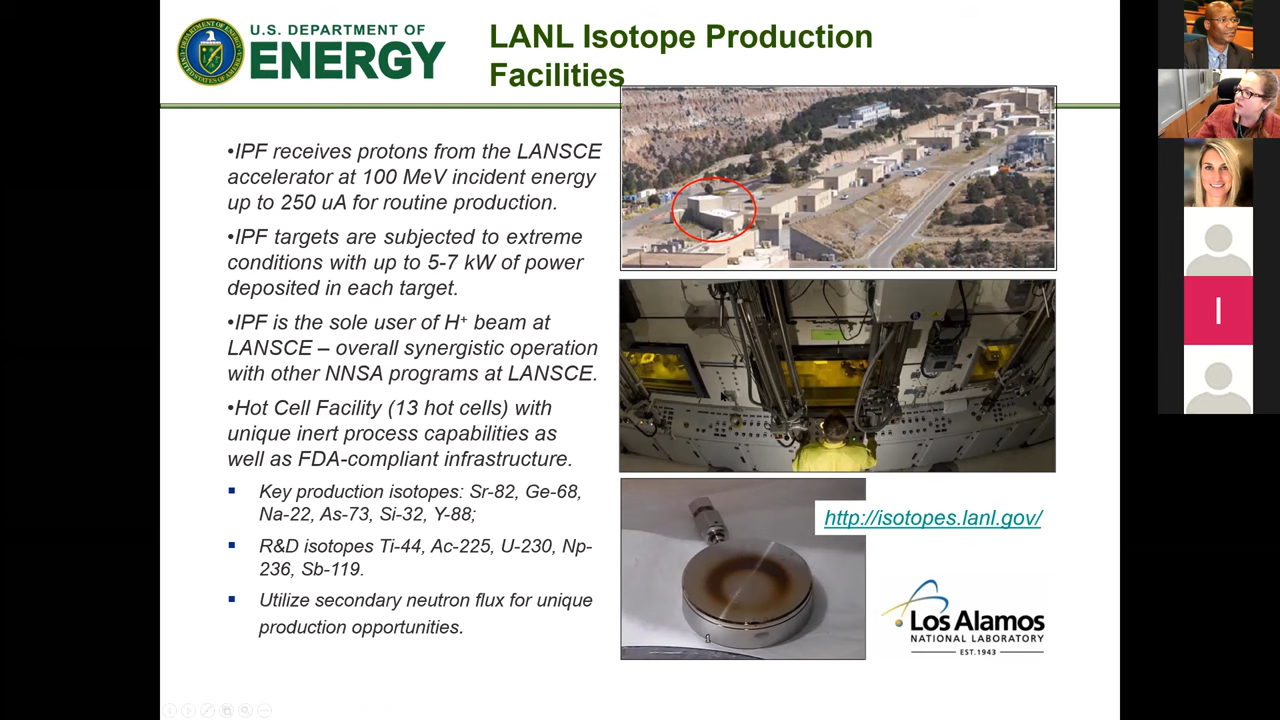 U.S. DEPARTMENT OF
ENERGY
LANL Isotope Production
Facilities
•IPF receives protons from the LANSCE
accelerator at 100 MeV incident energy
up to 250 uA for routine production.
•IPF targets are subjected to extreme
conditions with up to 5-7 kW of power
deposited in each target.
•IPF is the sole user of H⁺ beam at
LANSCE – overall synergistic operation
with other NNSA programs at LANSCE.
•Hot Cell Facility (13 hot cells) with
unique inert process capabilities as
well as FDA-compliant infrastructure.
▪ Key production isotopes: Sr-82, Ge-68,
Na-22, As-73, Si-32, Y-88;
▪ R&D isotopes Ti-44, Ac-225, U-230, Np-
236, Sb-119.
▪ Utilize secondary neutron flux for unique
production opportunities.
http://isotopes.lanl.gov/
Los Alamos
NATIONAL LABORATORY
EST.1943
1
I